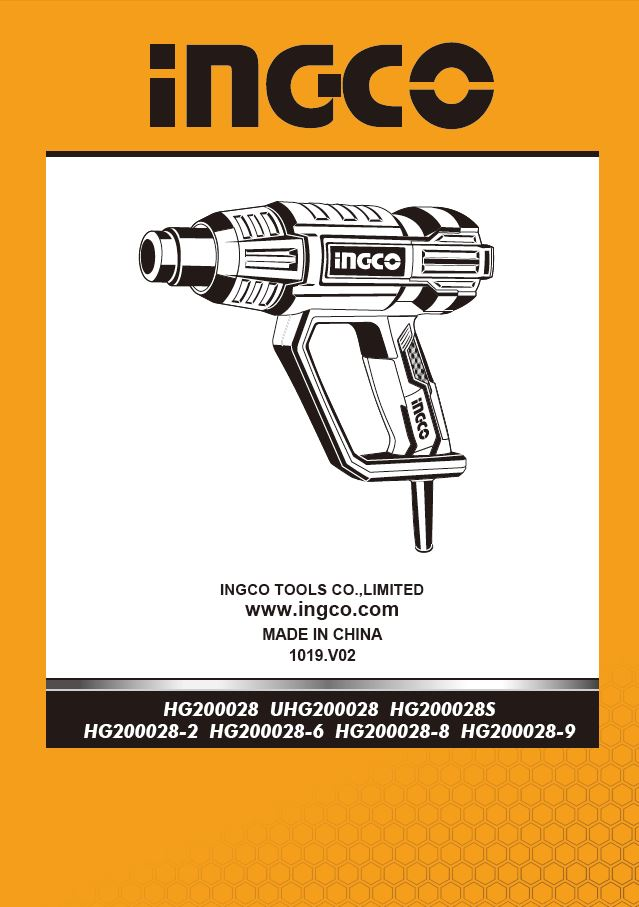 INGCO
INGCO
INGCO
INGCO TOOLS CO.,LIMITED
www.ingco.com
MADE IN CHINA
1019.V02
HG200028 UHG200028 HG200028S
HG200028-2 HG200028-6 HG200028-8 HG200028-9